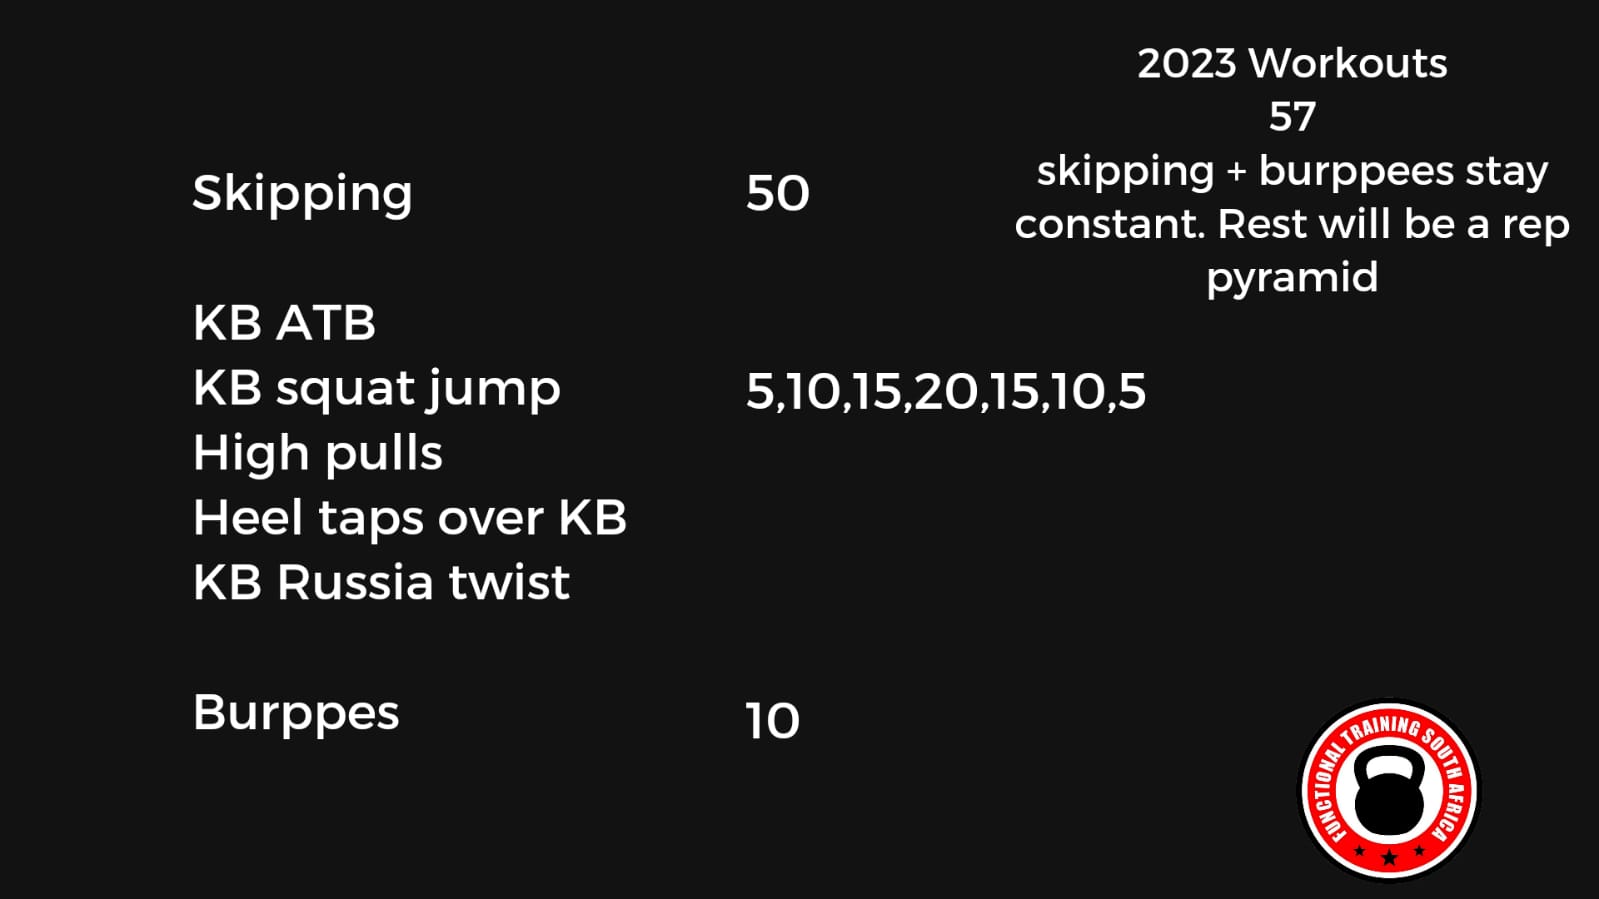 2023 Workouts
57
skipping + burppees stay
constant. Rest will be a rep
pyramid
Skipping 50
KB ATB
KB squat jump 5,10,15,20,15,10,5
High pulls
Heel taps over KB
KB Russia twist
Burppes 10
FUNCTIONAL TRAINING SOUTH AFRICA